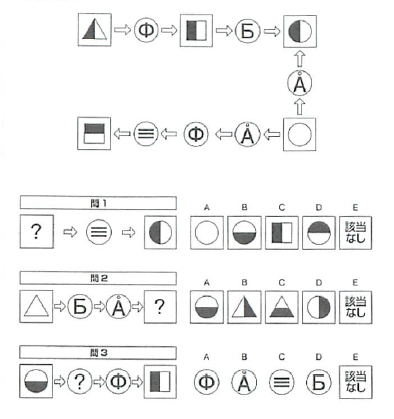 Ф Б
Å
Å Ф ≡
問1
? ≡ A B C D E 該当なし
問2
Б Å ? A B C D E 該当なし
問3
? Ф A Ф B Å C ≡ D Б E 該当なし